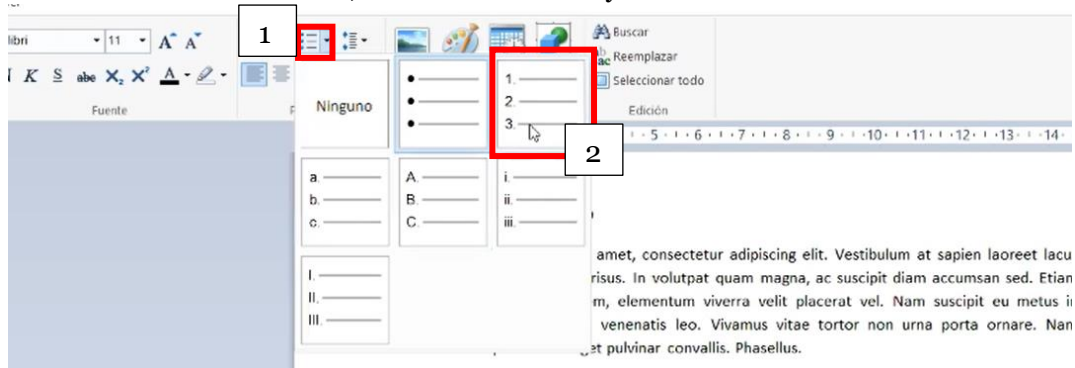 libri 11 A A 1 Buscar
Reemplazar
K S abe X₂ X² A Seleccionar todo
Fuente Edición
Ninguno
1.
2.
3.
2
5 6 7 8 9 10 11 12 13 14
a.
b.
c.
A.
B.
C.
i.
ii.
iii.
I.
II.
III.
amet, consectetur adipiscing elit. Vestibulum at sapien laoreet lacu
risus. In volutpat quam magna, ac suscipit diam accumsan sed. Etian
m, elementum viverra velit placerat vel. Nam suscipit eu metus i
venenatis leo. Vivamus vitae tortor non urna porta ornare. Nan
get pulvinar convallis. Phasellus.